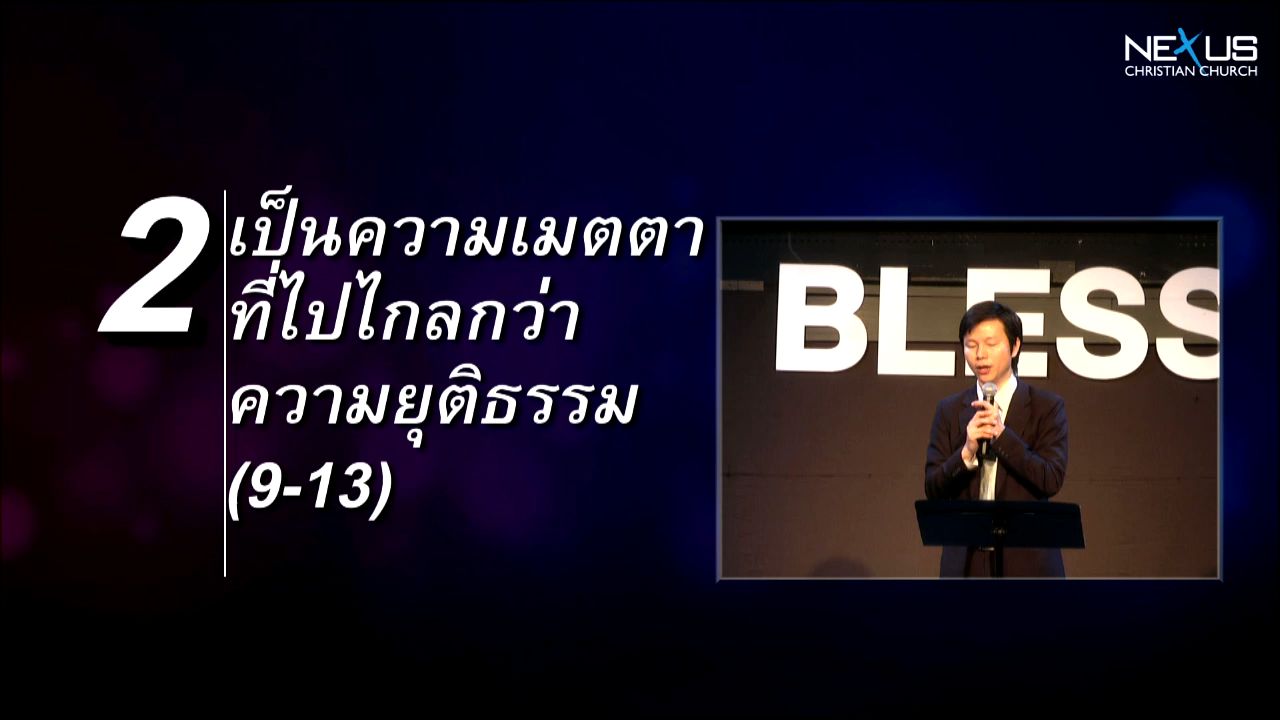 NEXUS
CHRISTIAN CHURCH
2
เป็นความเมตตา
ที่ไปไกลกว่า
ความยุติธรรม
(9-13)
BLESS